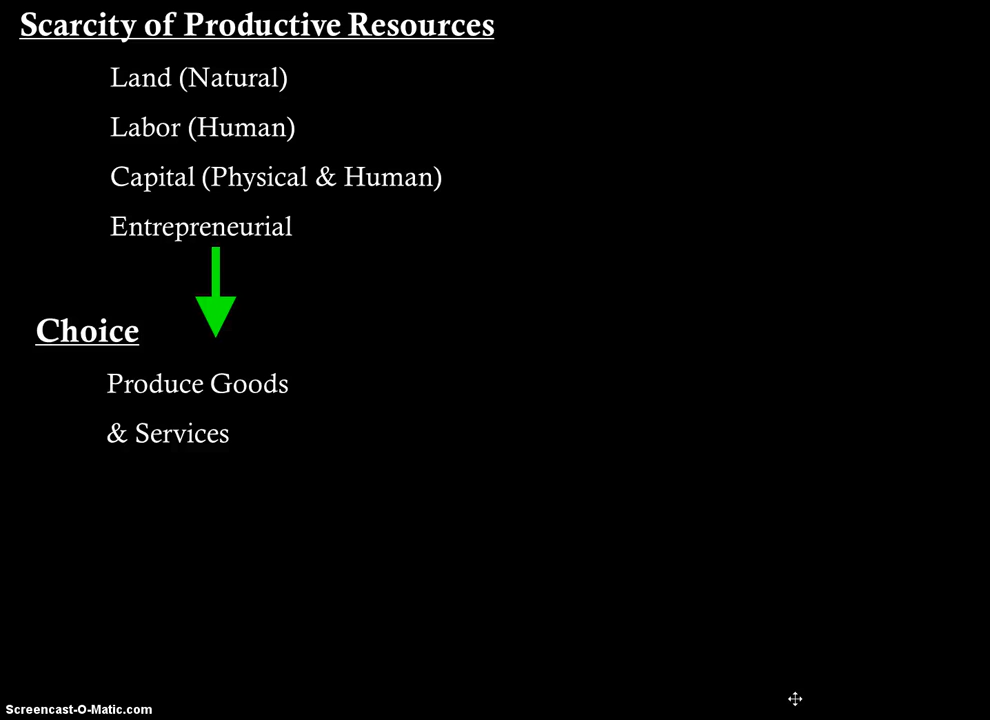 Scarcity of Productive Resources
Land (Natural)
Labor (Human)
Capital (Physical & Human)
Entrepreneurial
Choice
Produce Goods
& Services
Screencast-O-Matic.com